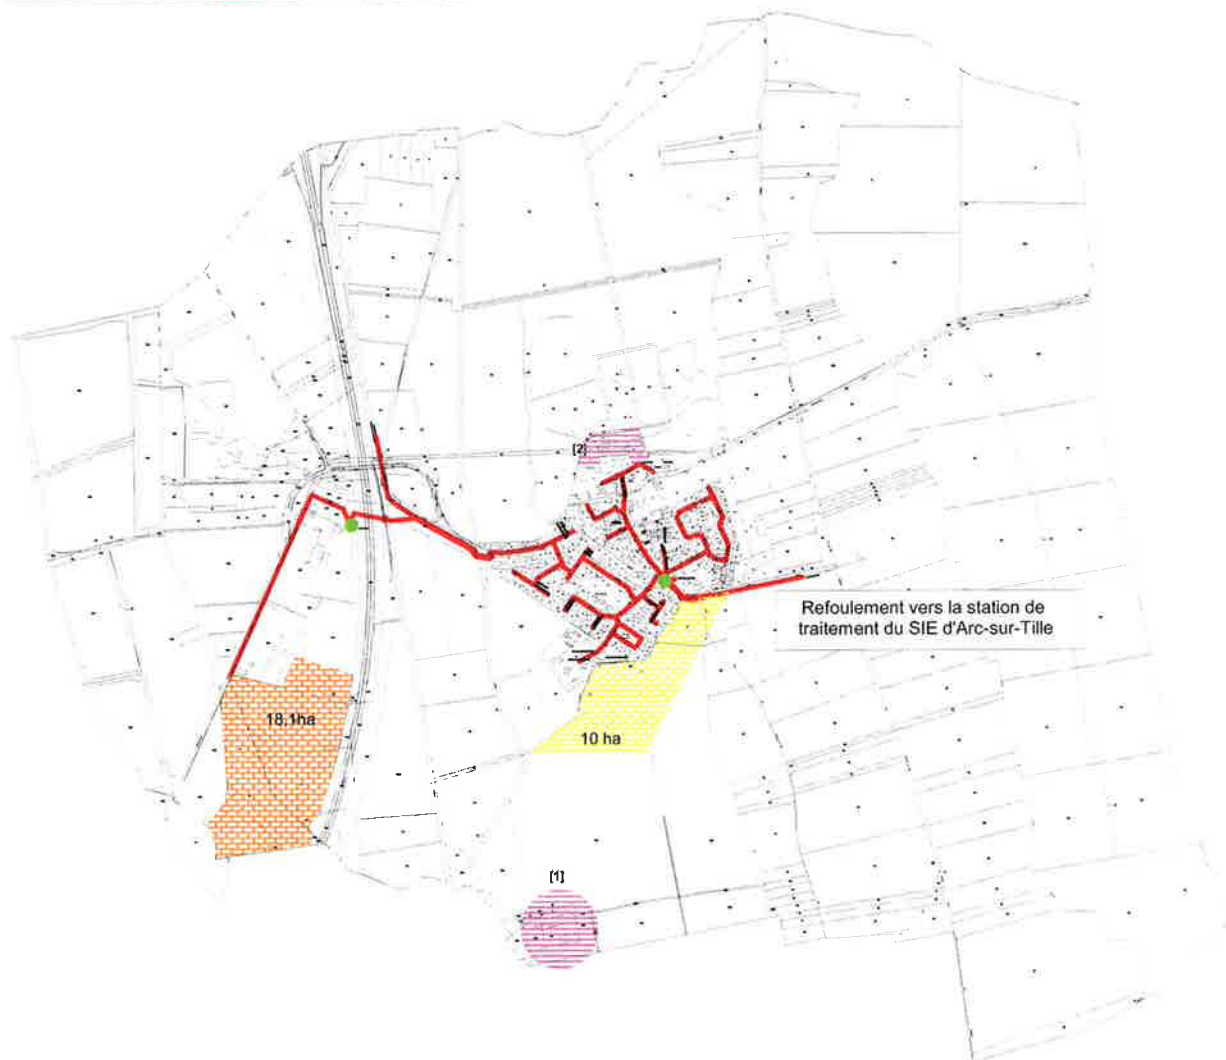 [2]
Refoulement vers la station de
traitement du SIE d'Arc-sur-Tille
18,1ha
10 ha
[1]